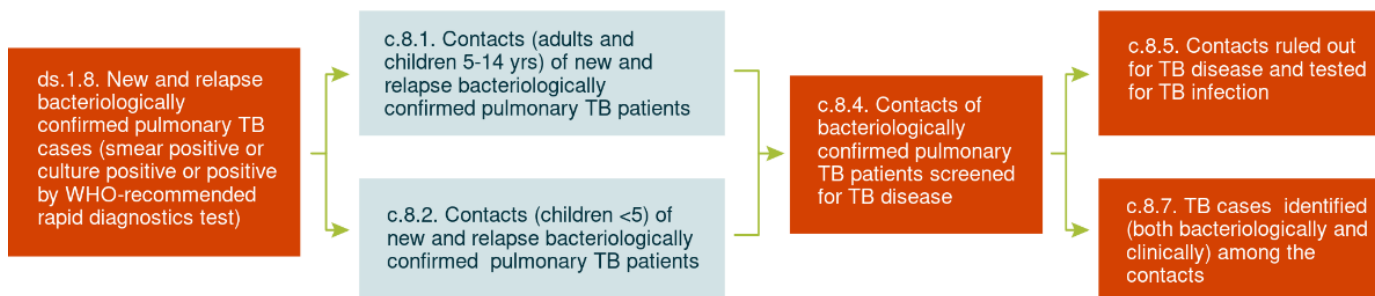 ds.1.8. New and relapse
bacteriologically
confirmed pulmonary TB
cases (smear positive or
culture positive or positive
by WHO-recommended
rapid diagnostics test)
c.8.1. Contacts (adults and
children 5-14 yrs) of new and
relapse bacteriologically
confirmed pulmonary TB
patients
c.8.2. Contacts (children <5) of
new and relapse bacteriologically
confirmed pulmonary TB patients
c.8.4. Contacts of
bacteriologically
confirmed pulmonary
TB patients screened
for TB disease
c.8.5. Contacts ruled out
for TB disease and tested
for TB infection
c.8.7. TB cases identified
(both bacteriologically and
clinically) among the
contacts